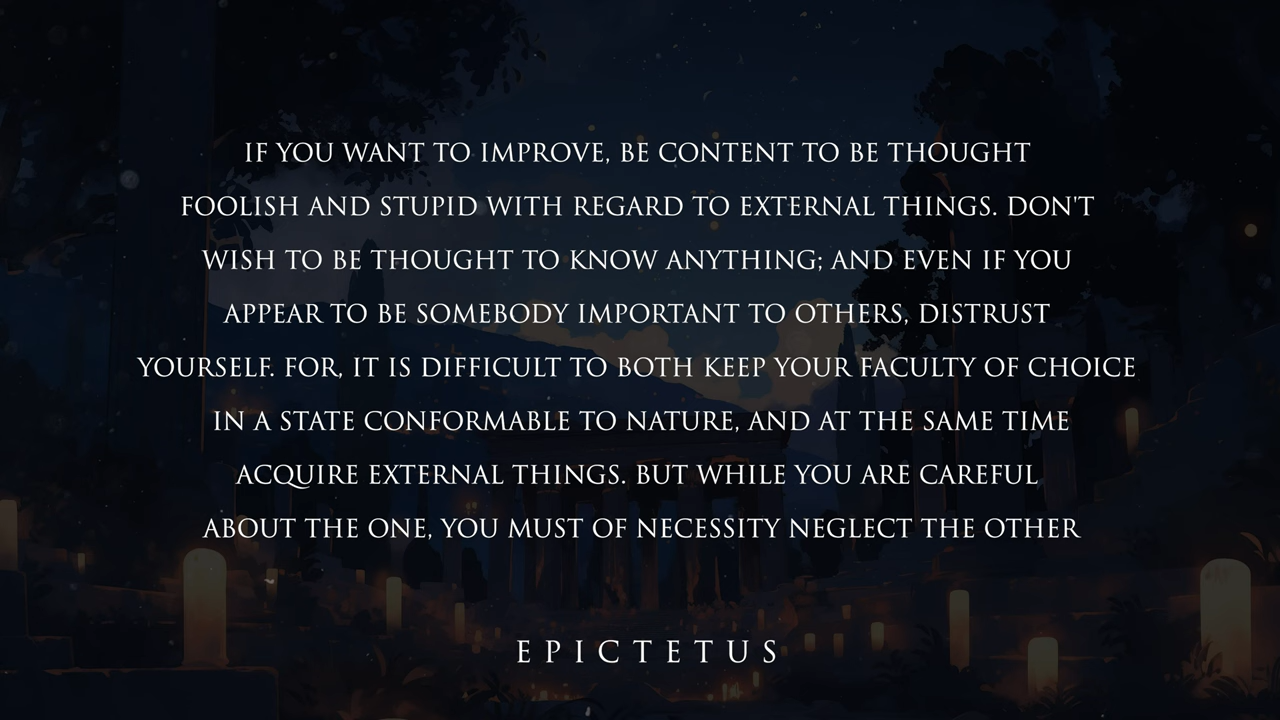 IF YOU WANT TO IMPROVE, BE CONTENT TO BE THOUGHT
FOOLISH AND STUPID WITH REGARD TO EXTERNAL THINGS. DON'T
WISH TO BE THOUGHT TO KNOW ANYTHING; AND EVEN IF YOU
APPEAR TO BE SOMEBODY IMPORTANT TO OTHERS, DISTRUST
YOURSELF. FOR, IT IS DIFFICULT TO BOTH KEEP YOUR FACULTY OF CHOICE
IN A STATE CONFORMABLE TO NATURE, AND AT THE SAME TIME
ACQUIRE EXTERNAL THINGS. BUT WHILE YOU ARE CAREFUL
ABOUT THE ONE, YOU MUST OF NECESSITY NEGLECT THE OTHER
EPICTETUS